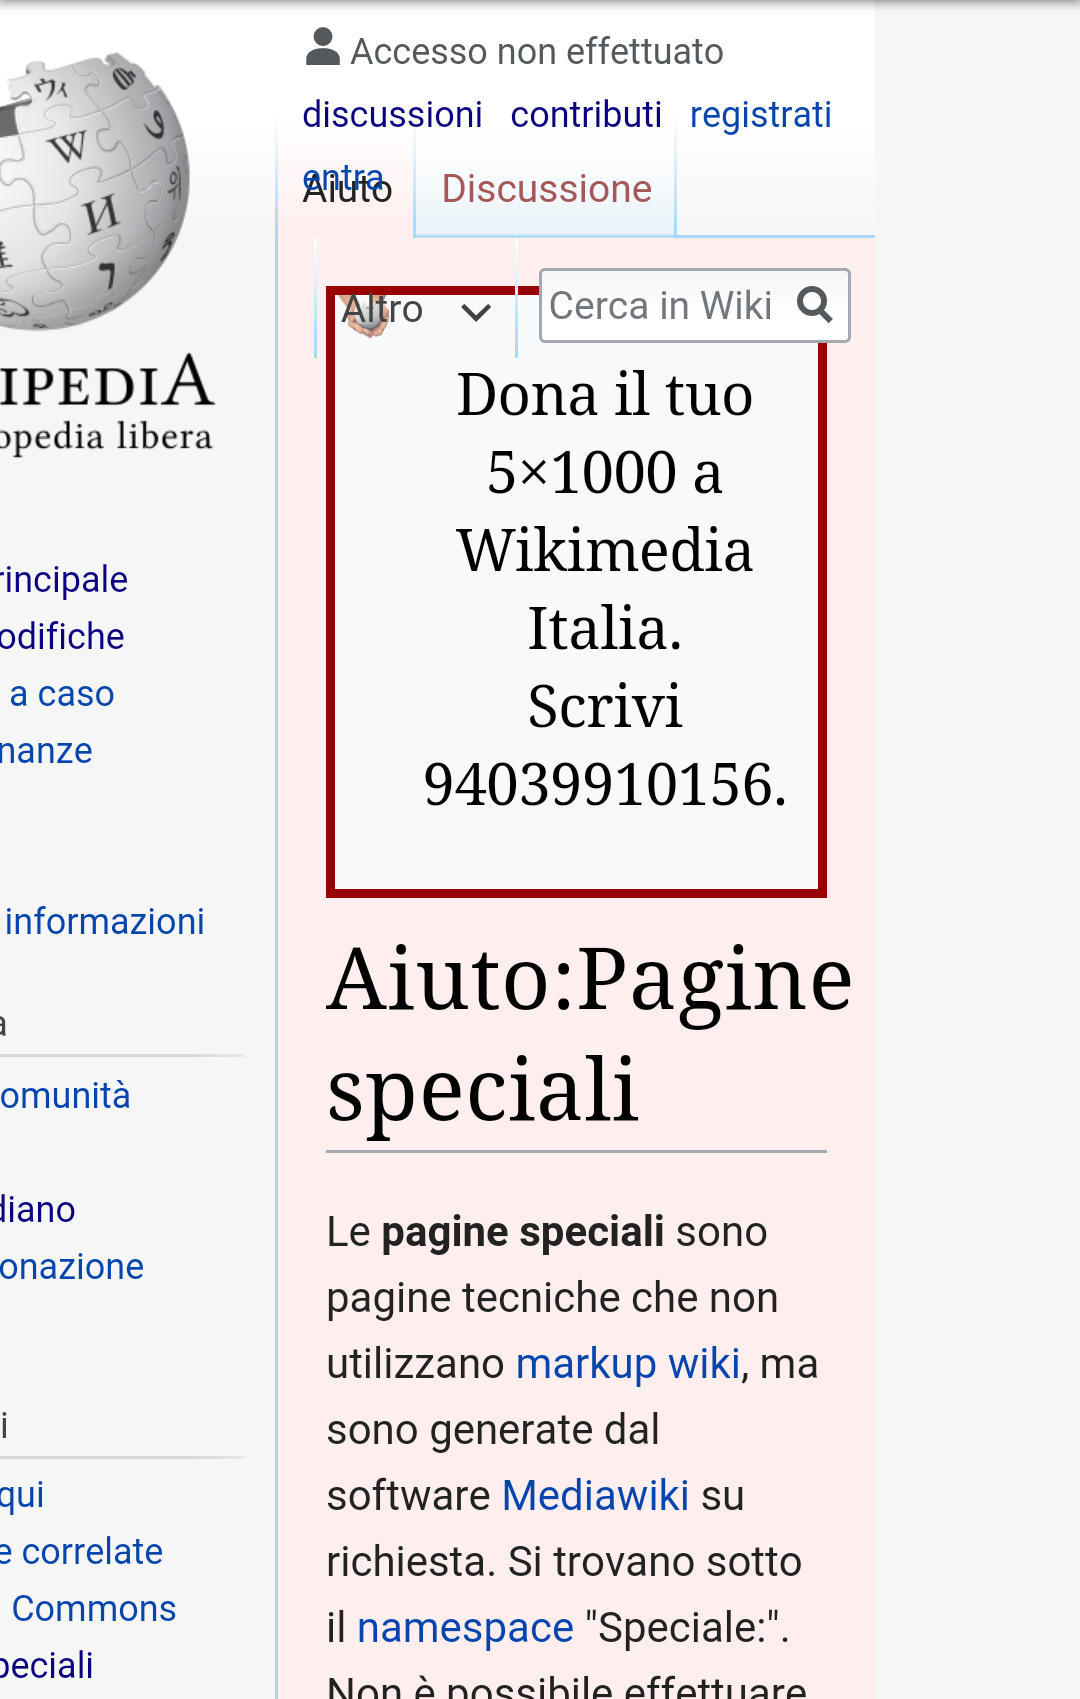 Accesso non effettuato
discussioni contributi registrati
entra
Aiuto Discussione
Altro
Cerca in Wiki
Dona il tuo
5×1000 a
Wikimedia
Italia.
Scrivi
94039910156.
Aiuto:Pagine
speciali
Le pagine speciali sono
pagine tecniche che non
utilizzano markup wiki, ma
sono generate dal
software Mediawiki su
richiesta. Si trovano sotto
il namespace "Speciale:".
Non è possibile effettuare
IPEDIA
opedia libera
rincipale
odifiche
a caso
nanze
informazioni
a
omunità
diano
onazione
i
qui
e correlate
Commons
peciali